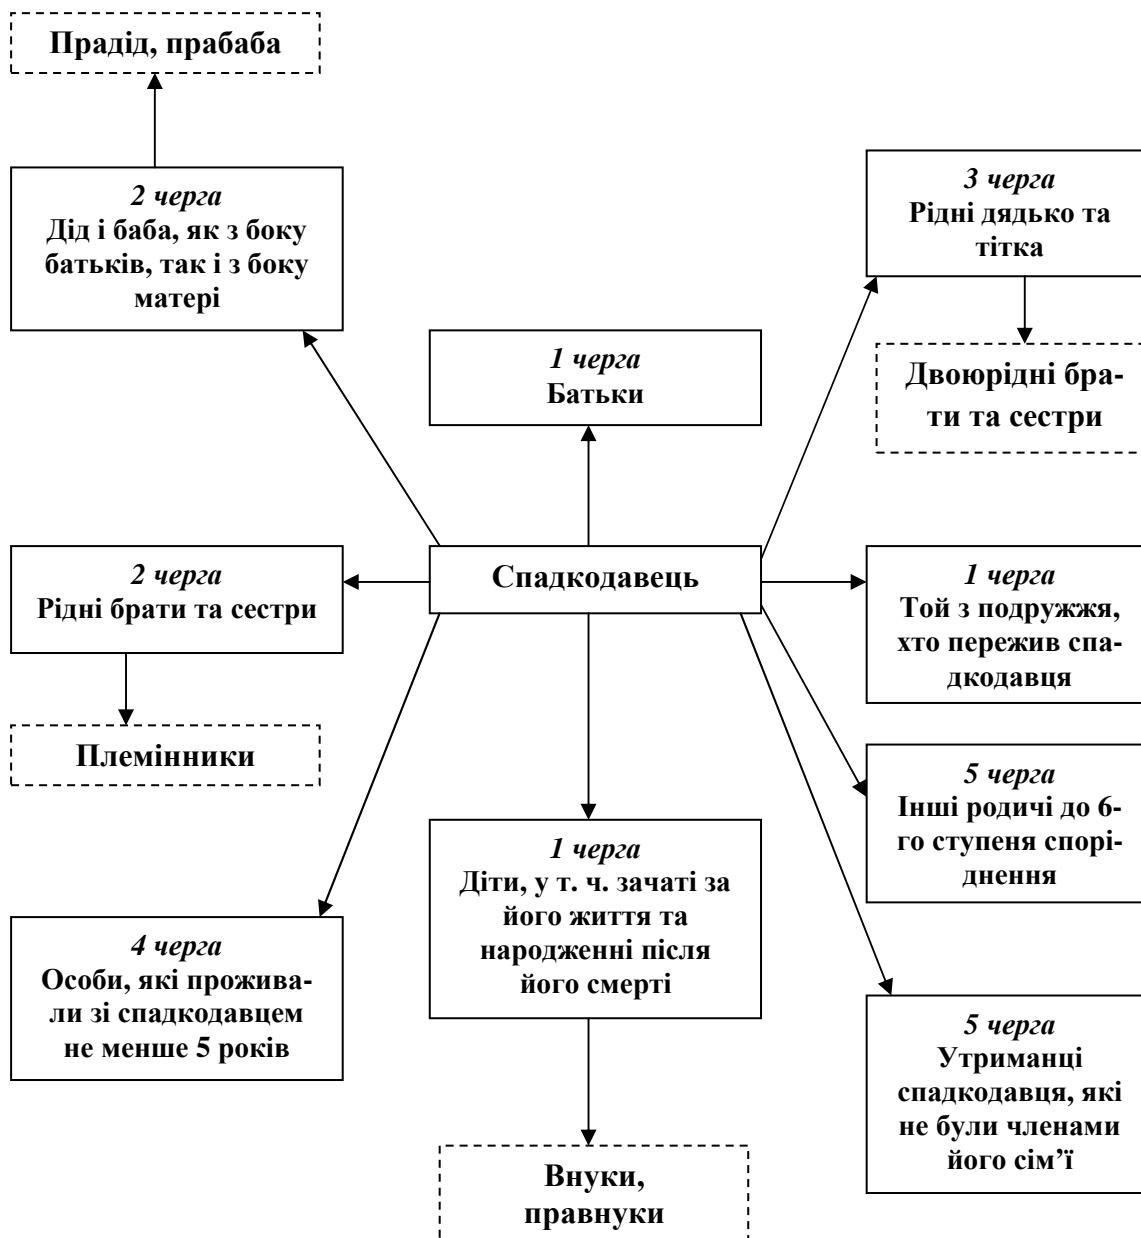 Прадід, прабаба
2 черга
Дід і баба, як з боку
батьків, так і з боку
матері
3 черга
Рідні дядько та
тітка
1 черга
Батьки
Двоюрідні бра-
ти та сестри
2 черга
Рідні брати та сестри
Спадкодавець
1 черга
Той з подружжя,
хто пережив спа-
дкодавця
Племінники
5 черга
Інші родичі до 6-
го ступеня спорі-
днення
1 черга
Діти, у т. ч. зачаті за
його життя та
народженні після
його смерті
4 черга
Особи, які прожива-
ли зі спадкодавцем
не менше 5 років
5 черга
Утриманці
спадкодавця, які
не були членами
його сім’ї
Внуки,
правнуки